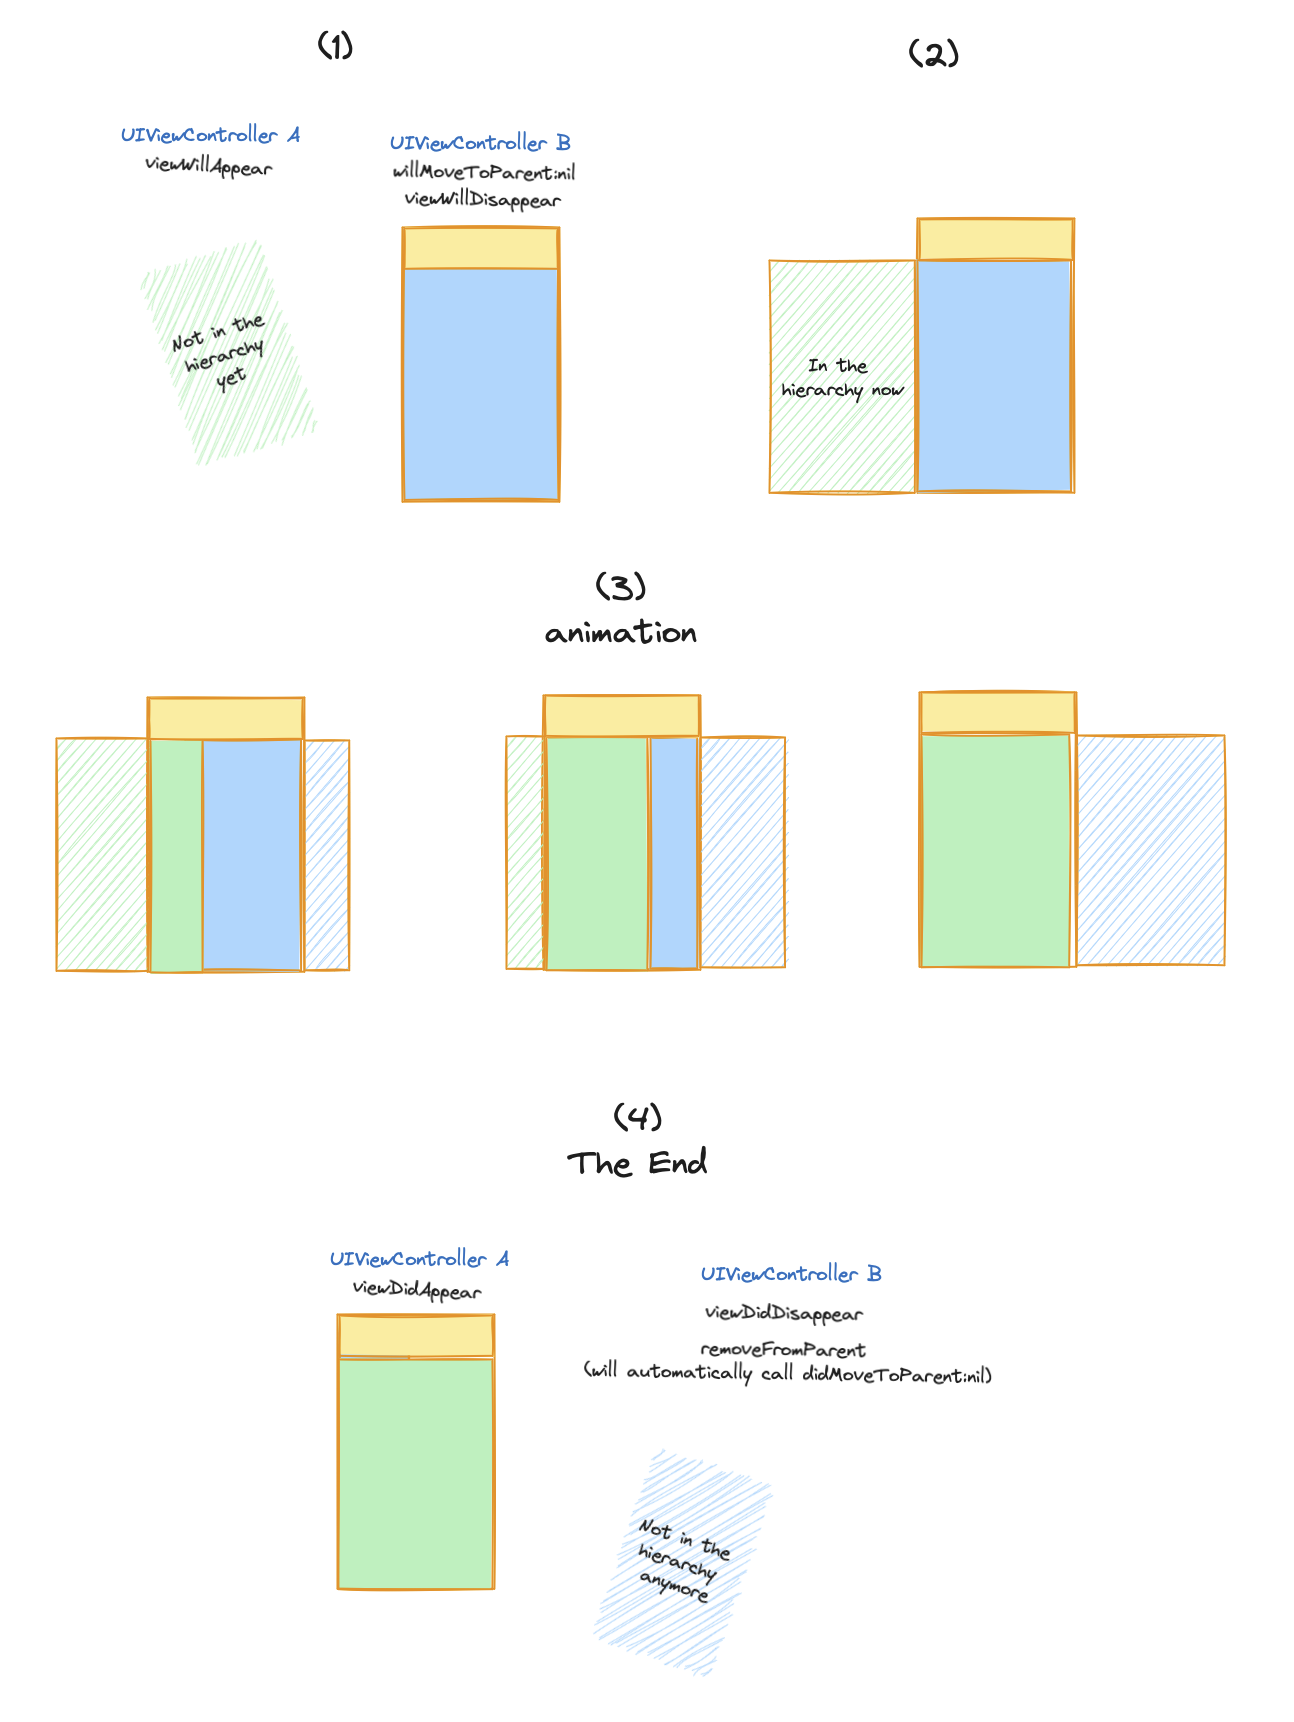 (1)
UIViewController A
viewWillAppear
UIViewController B
willMoveToParent:nil
viewWillDisappear
Not in the
hierarchy
yet
(2)
In the
hierarchy now
(3)
animation
(4)
The End
UIViewController A
viewDidAppear
UIViewController B
viewDidDisappear
removeFromParent
(will automatically call didMoveToParent:nil)
Not in the
hierarchy
anymore